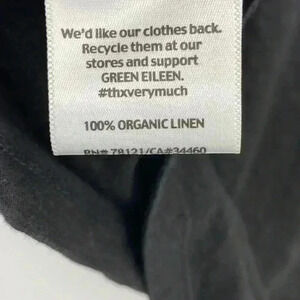 We'd like our clothes back.
Recycle them at our
stores and support
GREEN EILEEN.
#thxverymuch
100% ORGANIC LINEN
RN# 78121/CA#34460